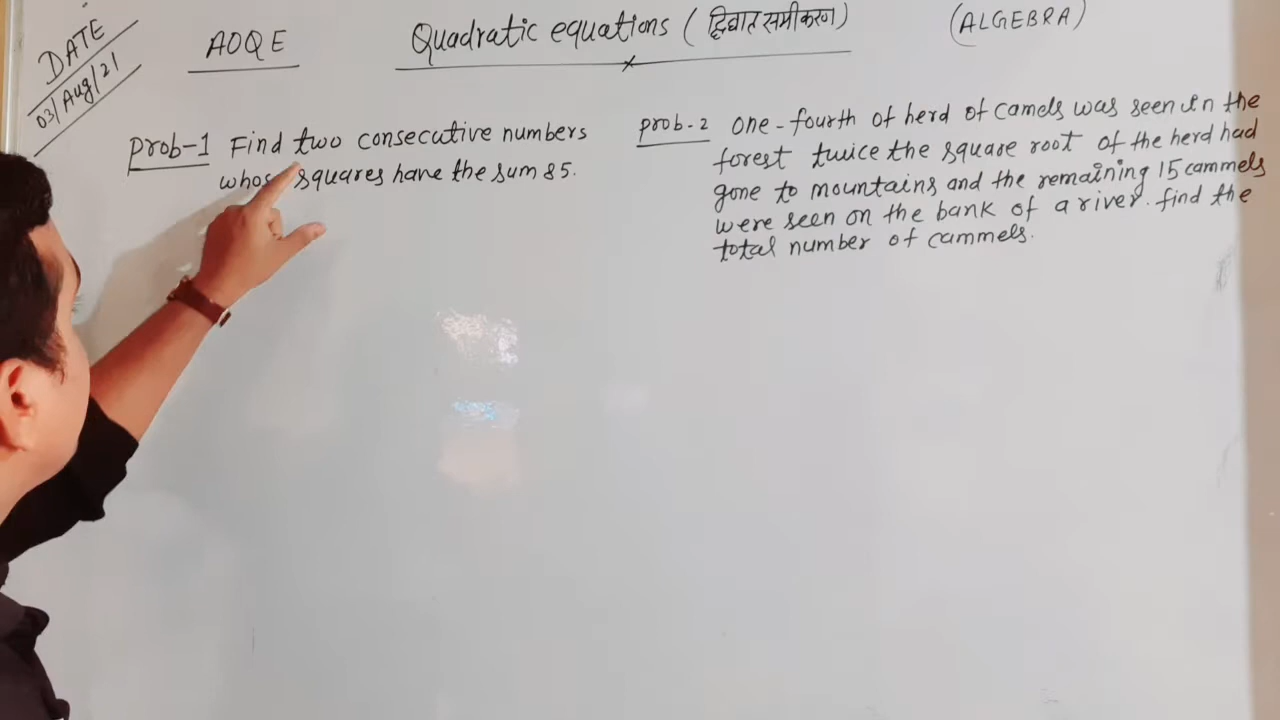 DATE
03/Aug/21
AOQE
Quadratic equations (द्विघात समीकरण)
(ALGEBRA)
Prob-1 Find two consecutive numbers
squares have the sum 85.
Prob-2 One-fourth of herd of camels was seen in the
forest twice the square root of the herd had
gone to mountains and the remaining 15 cammels
were seen on the bank of a river. find the
total number of cammels.